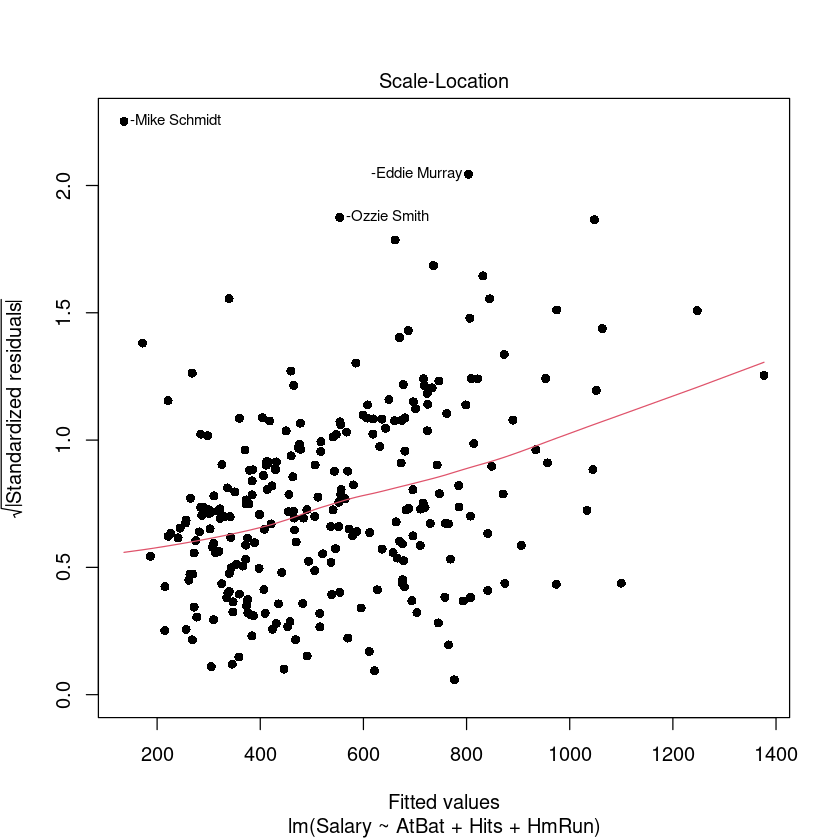 Scale-Location
-Mike Schmidt
-Eddie Murray
-Ozzie Smith
√|Standardized residuals|
2.0
1.5
1.0
0.5
0.0
200 400 600 800 1000 1200 1400
Fitted values
lm(Salary ~ AtBat + Hits + HmRun)